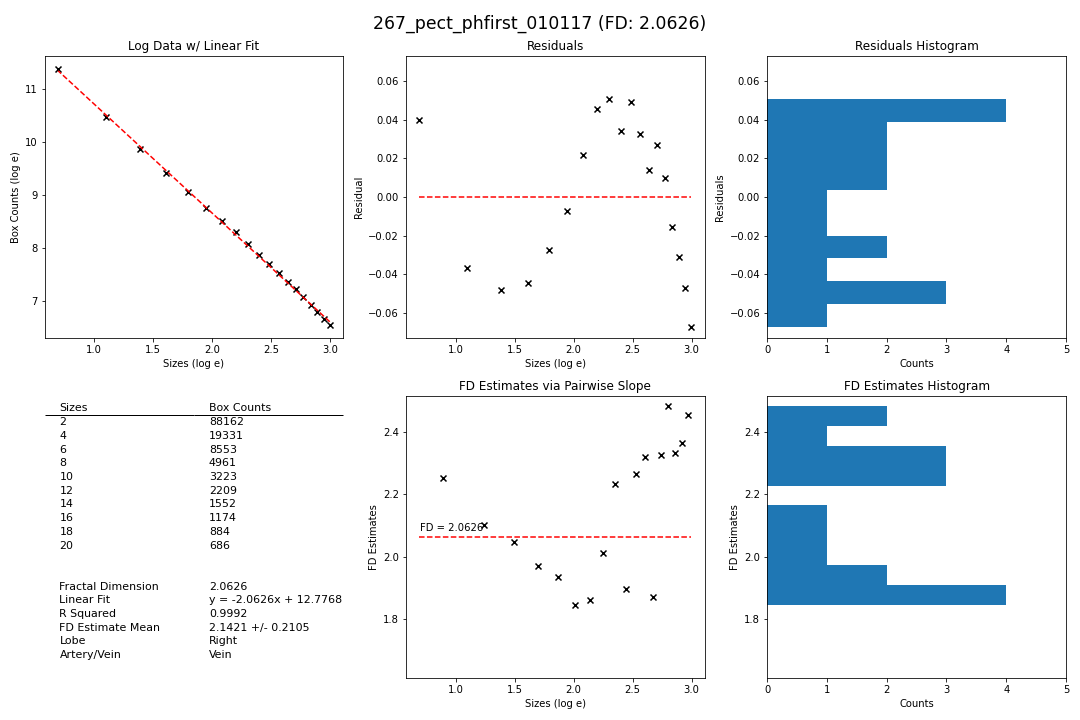 267_pect_phfirst_010117 (FD: 2.0626)
Log Data w/ Linear Fit
Box Counts (log e)
11
10
9
8
7
1.0 1.5 2.0 2.5 3.0
Sizes (log e)
Residuals
Residual
0.06
0.04
0.02
0.00
−0.02
−0.04
−0.06
1.0 1.5 2.0 2.5 3.0
Sizes (log e)
Residuals Histogram
Residuals
0.06
0.04
0.02
0.00
−0.02
−0.04
−0.06
0 1 2 3 4 5
Counts
Sizes Box Counts
2 88162
4 19331
6 8553
8 4961
10 3223
12 2209
14 1552
16 1174
18 884
20 686
Fractal Dimension 2.0626
Linear Fit y = -2.0626x + 12.7768
R Squared 0.9992
FD Estimate Mean 2.1421 +/- 0.2105
Lobe Right
Artery/Vein Vein
FD Estimates via Pairwise Slope
FD Estimates
2.4
2.2
2.0
1.8
FD = 2.0626
1.0 1.5 2.0 2.5 3.0
Sizes (log e)
FD Estimates Histogram
FD Estimates
2.4
2.2
2.0
1.8
0 1 2 3 4 5
Counts